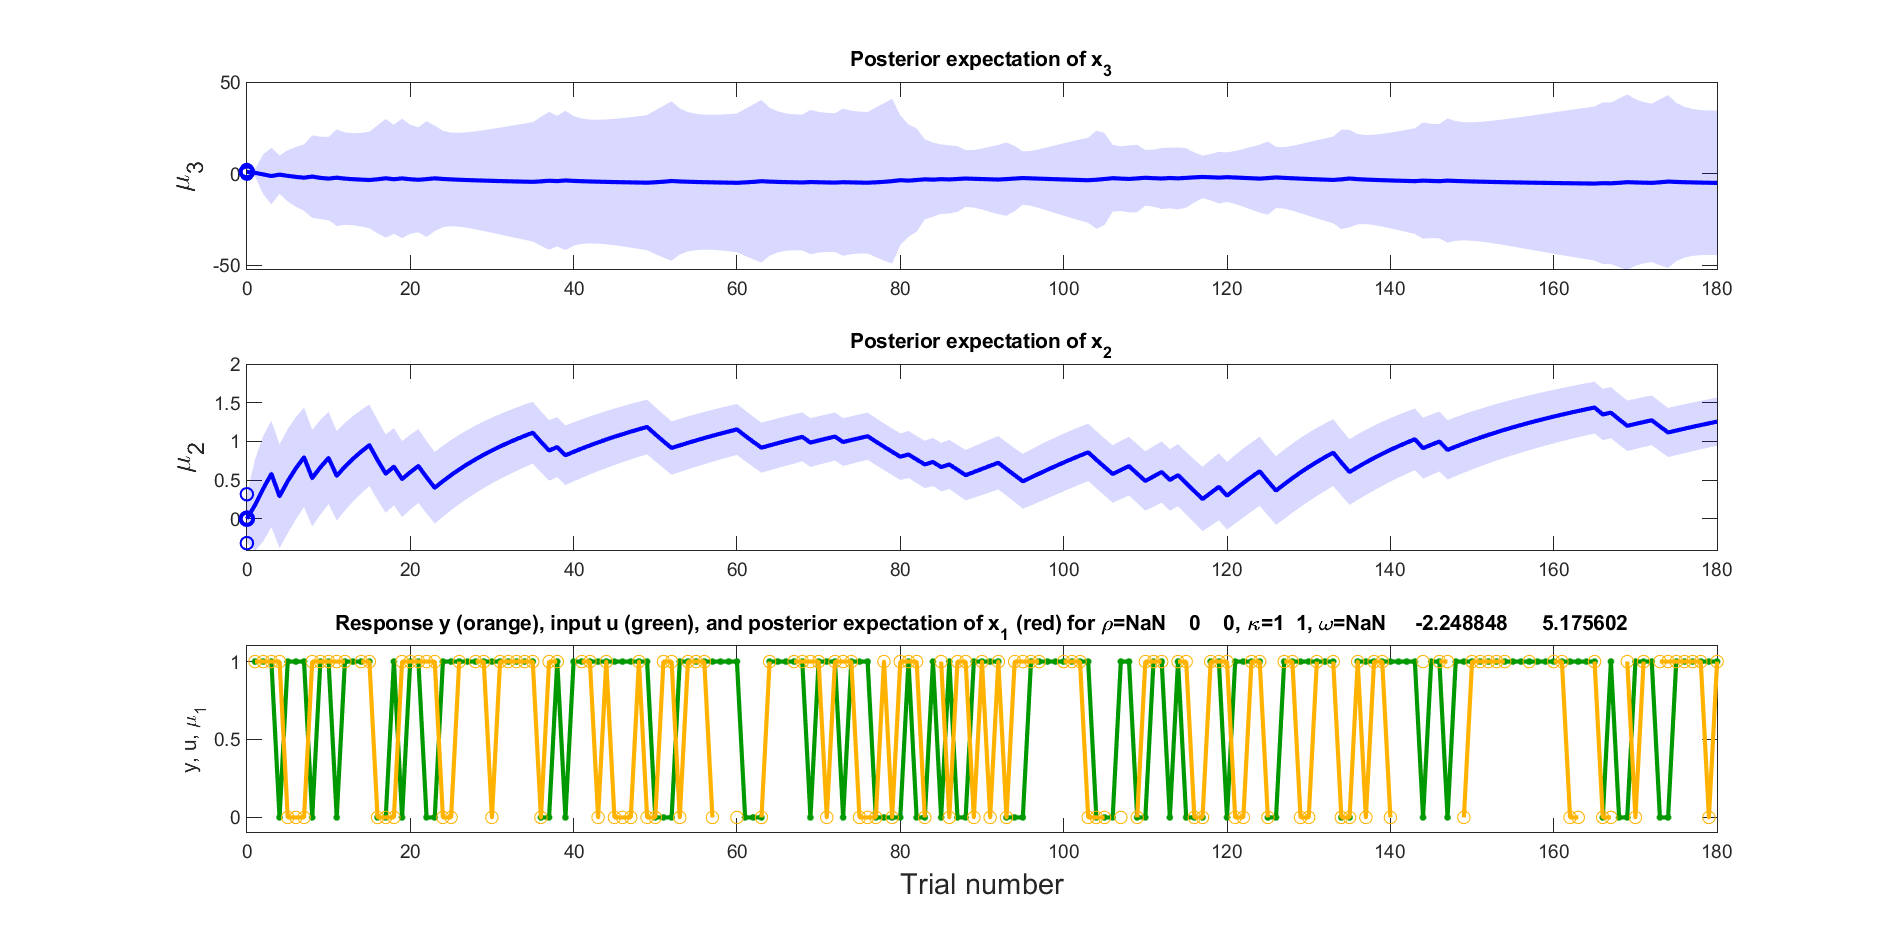 Posterior expectation of x3
50
0
-50
μ3
0 20 40 60 80 100 120 140 160 180
Posterior expectation of x2
2
1.5
1
0.5
0
μ2
0 20 40 60 80 100 120 140 160 180
Response y (orange), input u (green), and posterior expectation of x1 (red) for ρ=NaN 0 0, κ=1 1, ω=NaN -2.248848 5.175602
1
0.5
0
y, u, μ1
0 20 40 60 80 100 120 140 160 180
Trial number